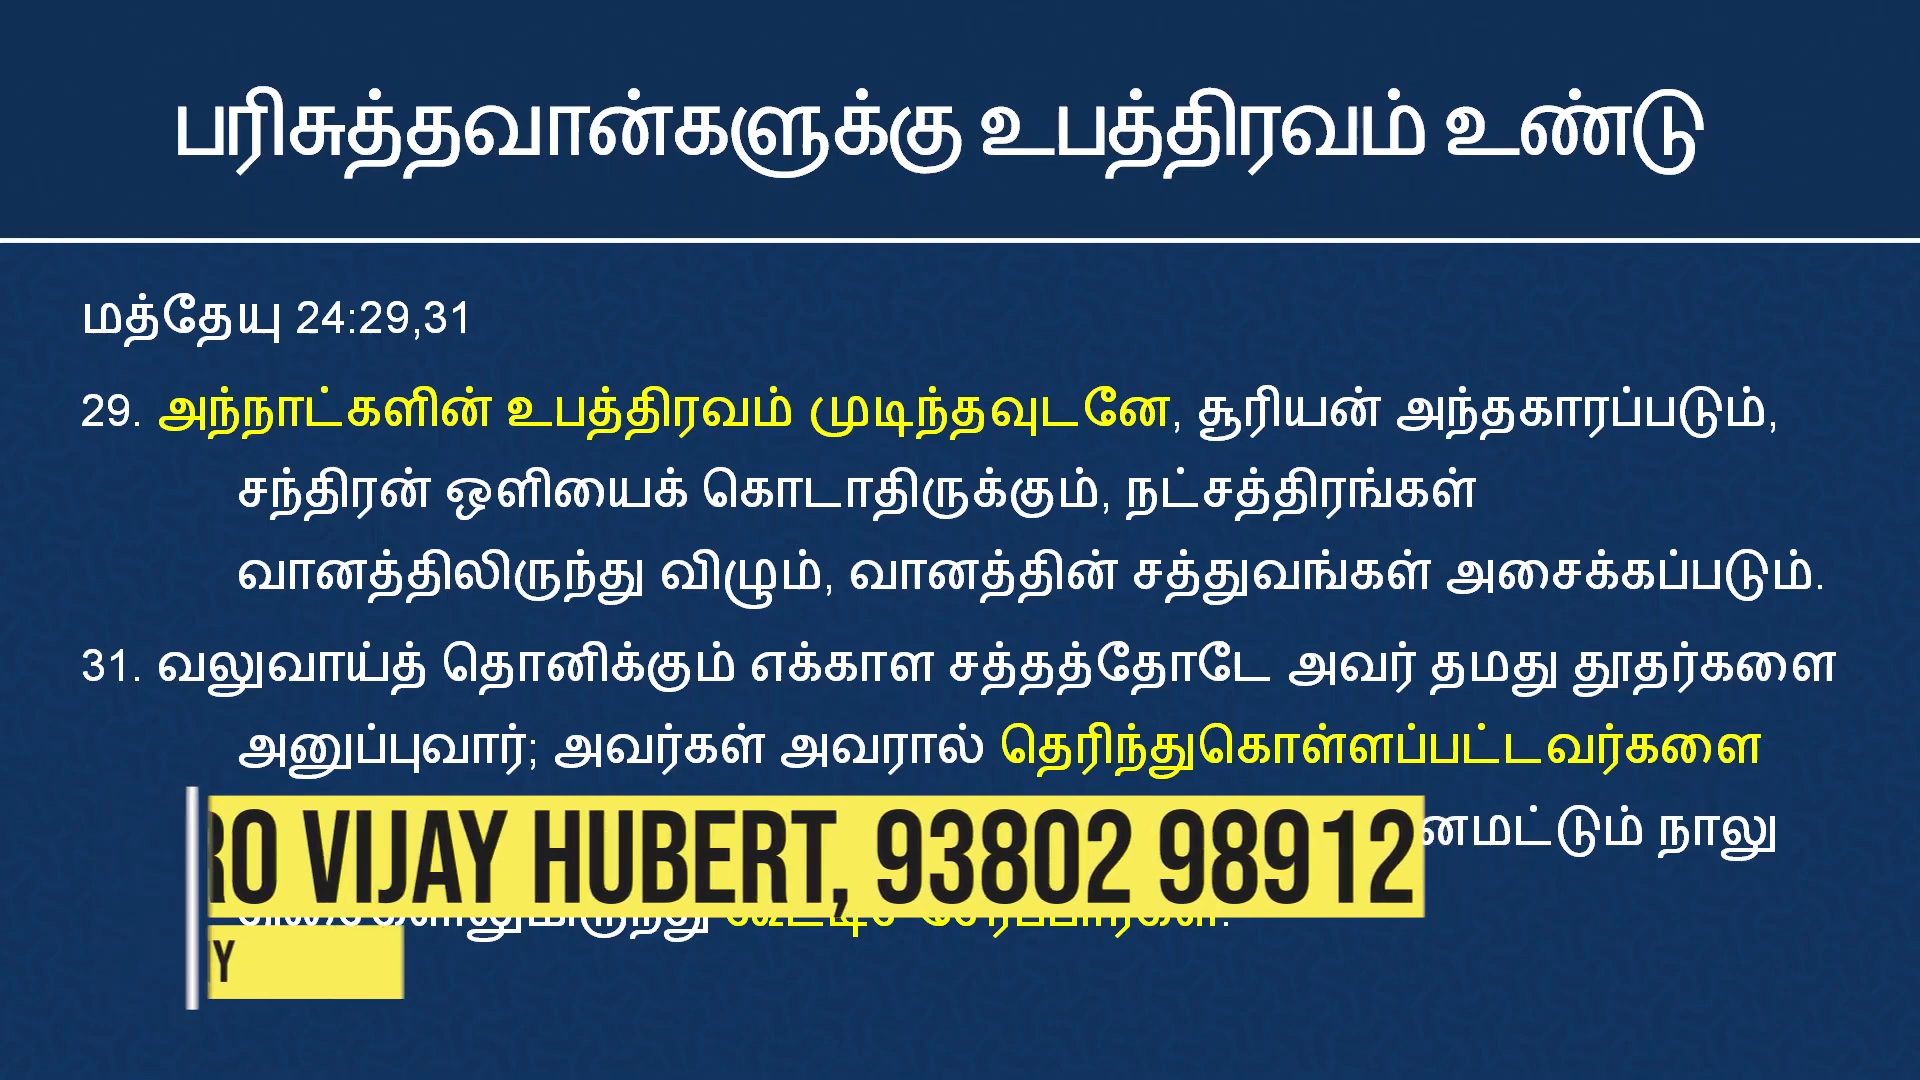 பரிசுத்தவான்களுக்கு உபத்திரவம் உண்டு
மத்தேயு 24:29,31
29. அந்நாட்களின் உபத்திரவம் முடிந்தவுடனே, சூரியன் அந்தகாரப்படும்,
சந்திரன் ஒளியைக் கொடாதிருக்கும், நட்சத்திரங்கள்
வானத்திலிருந்து விழும், வானத்தின் சத்துவங்கள் அசைக்கப்படும்.
31. வலுவாய்த் தொனிக்கும் எக்காள சத்தத்தோடே அவர் தமது தூதர்களை
அனுப்புவார்; அவர்கள் அவரால் தெரிந்துகொள்ளப்பட்டவர்களை
நாலு
VIJAY HUBERT, 93802 98912